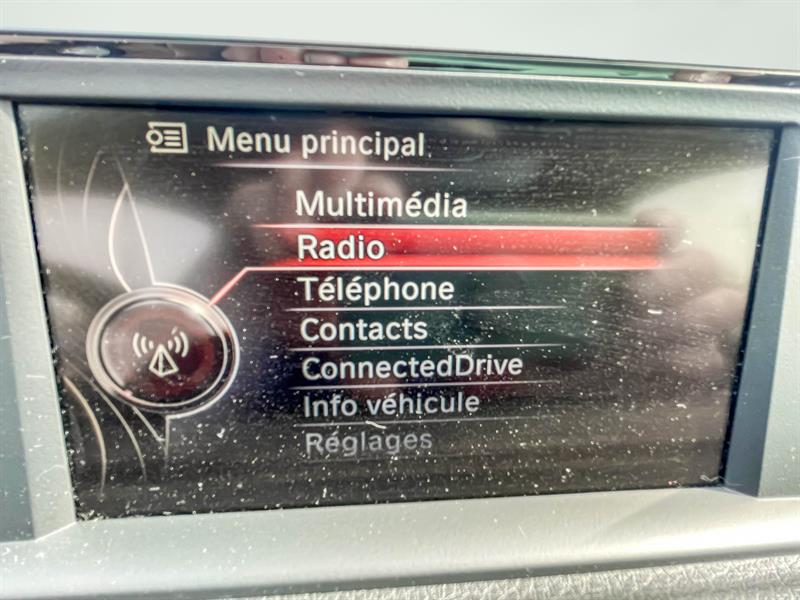 Menu principal
Multimédia
Radio
Téléphone
Contacts
ConnectedDrive
Info véhicule
Réglages